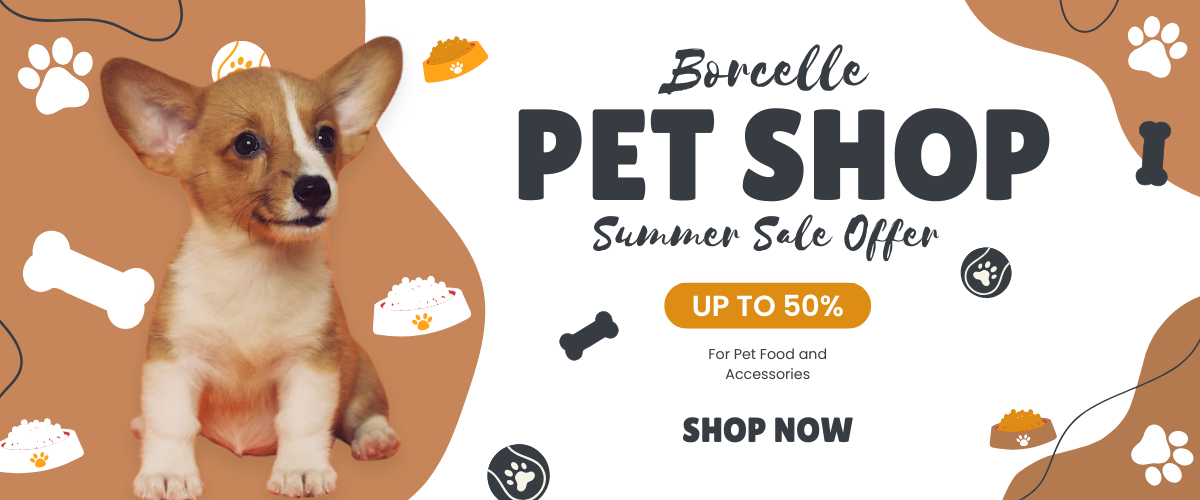 Borcelle
PET SHOP
Summer Sale Offer
UP TO 50%
For Pet Food and
Accessories
SHOP NOW